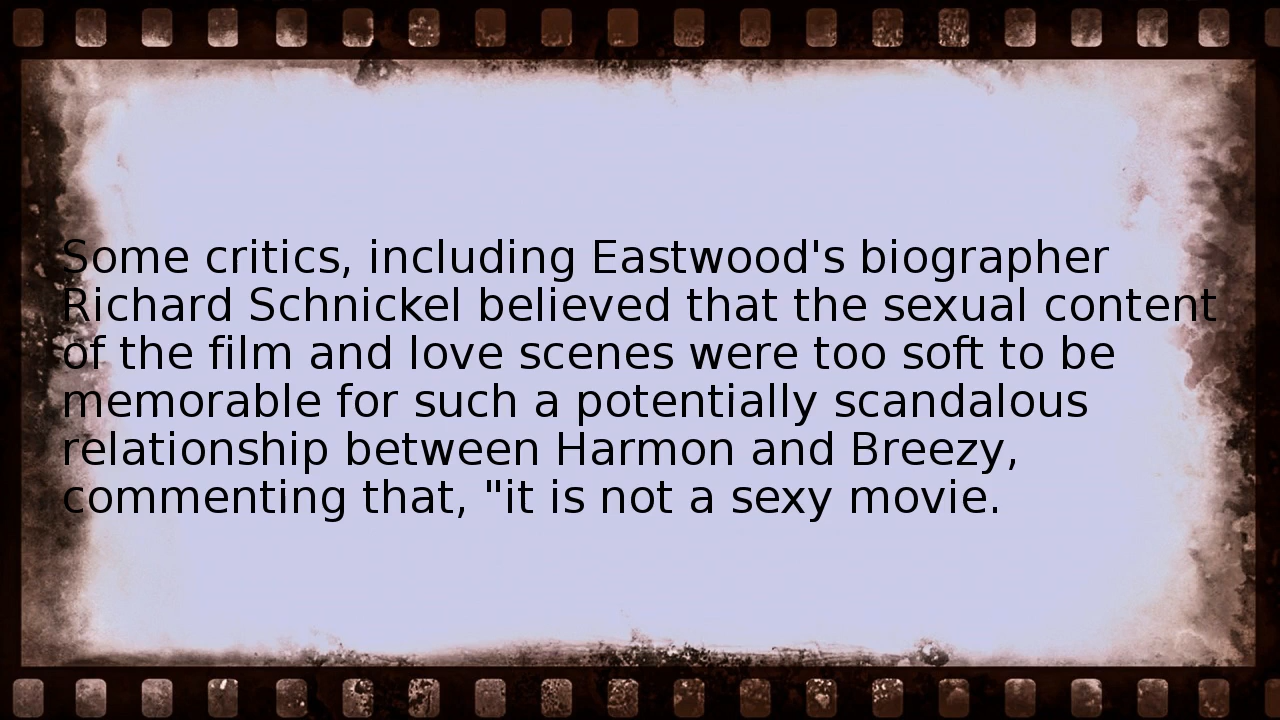 Some critics, including Eastwood's biographer
Richard Schnickel believed that the sexual content
of the film and love scenes were too soft to be
memorable for such a potentially scandalous
relationship between Harmon and Breezy,
commenting that, "it is not a sexy movie.